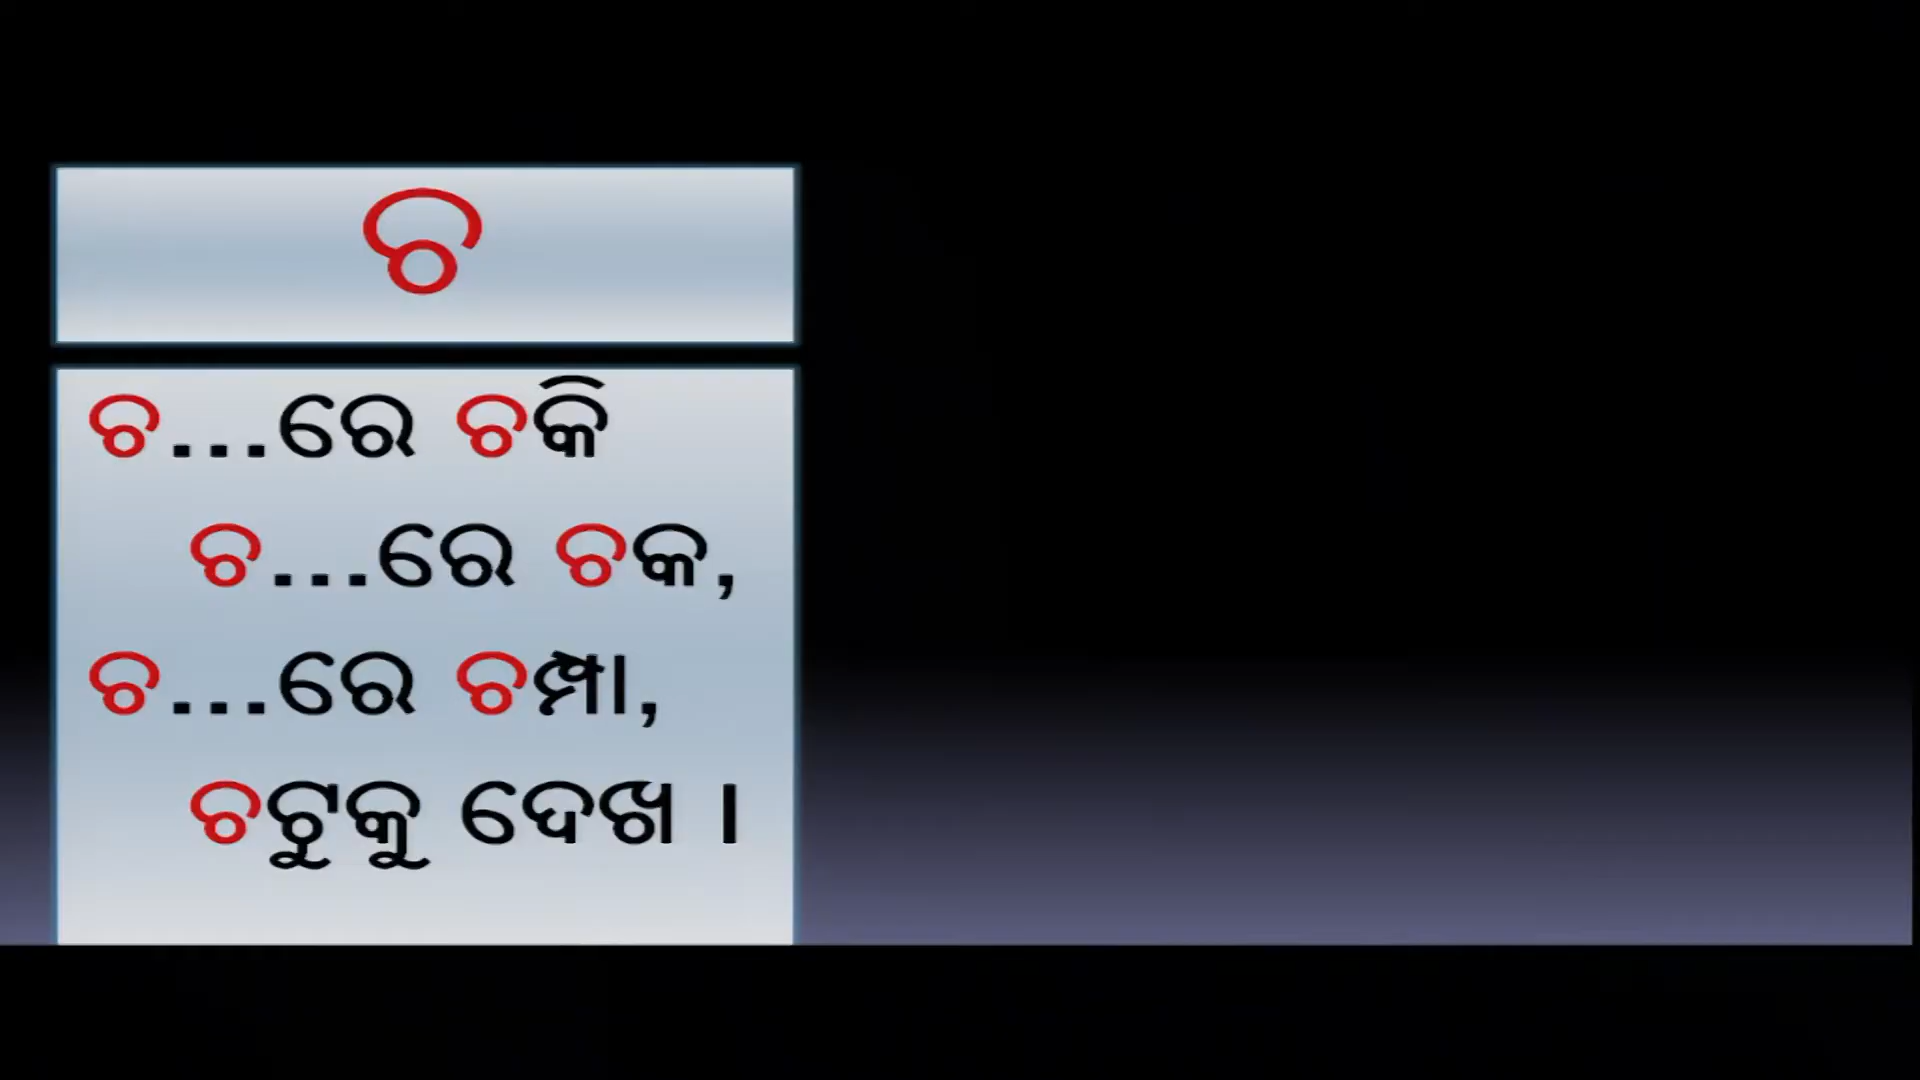 ଚ
ଚ...ରେ ଚକି
ଚ...ରେ ଚକ,
ଚ...ରେ ଚମ୍ପା,
ଚଟୁକୁ ଦେଖ ।